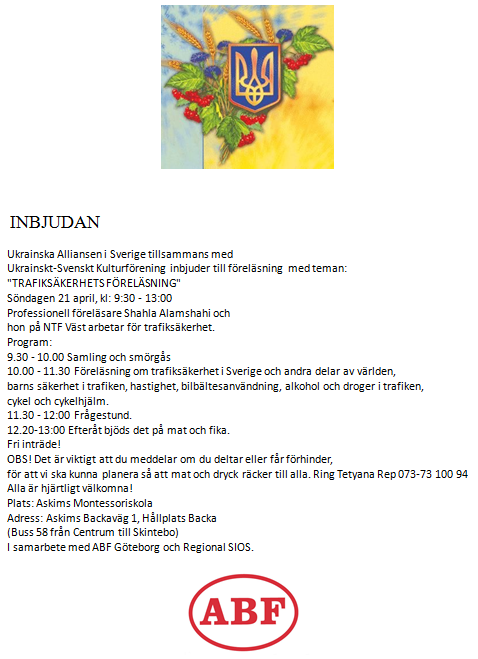 INBJUDAN
Ukrainska Alliansen i Sverige tillsammans med
Ukrainskt-Svenskt Kulturförening inbjuder till föreläsning med teman:
"TRAFIKSÄKERHETS FÖRELÄSNING"
Söndagen 21 april, kl: 9:30 - 13:00
Professionell föreläsare Shahla Alamshahi och
hon på NTF Väst arbetar för trafiksäkerhet.
Program:
9.30 - 10.00 Samling och smörgås
10.00 - 11.30 Föreläsning om trafiksäkerhet i Sverige och andra delar av världen,
barns säkerhet i trafiken, hastighet, bilbältesanvändning, alkohol och droger i trafiken,
cykel och cykelhjälm.
11.30 - 12:00 Frågestund.
12.20-13:00 Efteråt bjöds det på mat och fika.
Fri inträde!
OBS! Det är viktigt att du meddelar om du deltar eller får förhinder,
för att vi ska kunna planera så att mat och dryck räcker till alla. Ring Tetyana Rep 073-73 100 94
Alla är hjärtligt välkomna!
Plats: Askims Montessoriskola
Adress: Askims Backaväg 1, Hållplats Backa
(Buss 58 från Centrum till Skintebo)
I samarbete med ABF Göteborg och Regional SIOS.
ABF